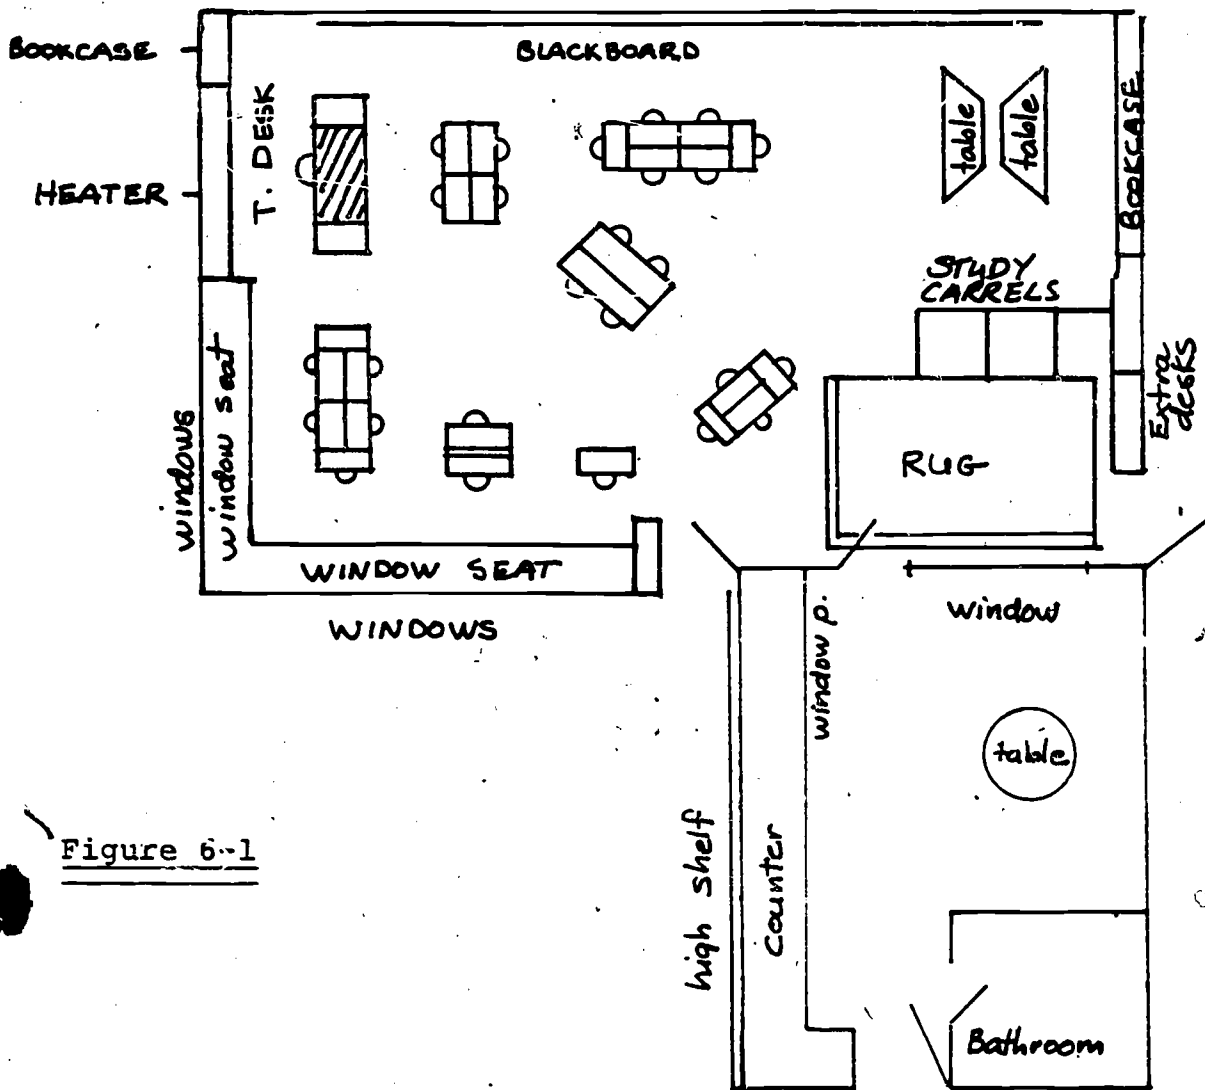 BOOKCASE
BLACKBOARD
T. DESK
HEATER
table
table
BOOKCASE
STUDY
CARRELS
Extra
desks
windows
window seat
RUG
WINDOW SEAT
WINDOWS
window p.
window
table
high shelf
counter
Figure 6-1
Bathroom